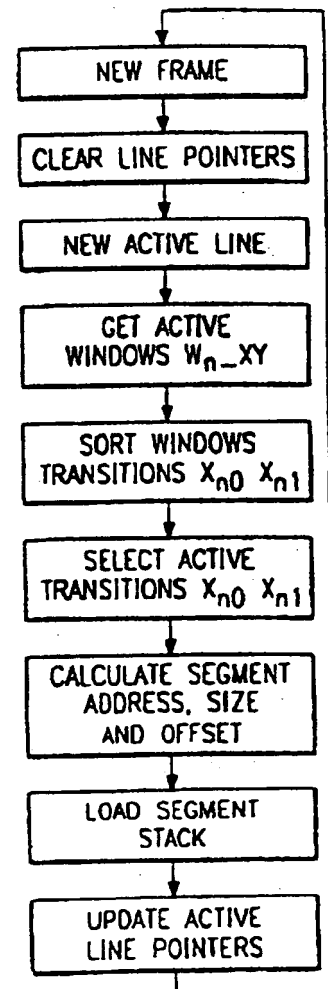 NEW FRAME
CLEAR LINE POINTERS
NEW ACTIVE LINE
GET ACTIVE
WINDOWS Wn_XY
SORT WINDOWS
TRANSITIONS Xn0 Xn1
SELECT ACTIVE
TRANSITIONS Xn0 Xn1
CALCULATE SEGMENT
ADDRESS, SIZE
AND OFFSET
LOAD SEGMENT
STACK
UPDATE ACTIVE
LINE POINTERS